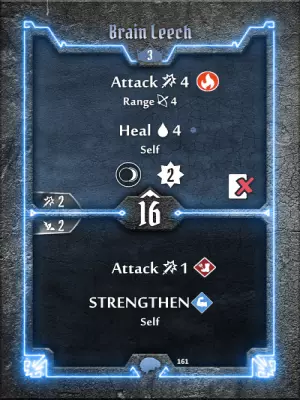 Brain Leech
3
Attack 4
Range 4
Heal 4
Self
2
2
16
2
Attack 1
STRENGTHEN
Self
161